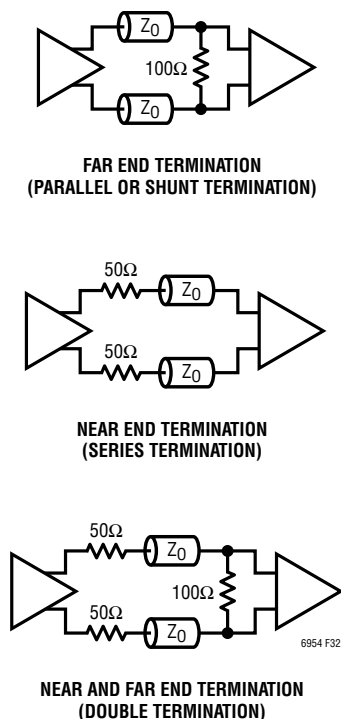 Z0
100Ω
Z0
FAR END TERMINATION
(PARALLEL OR SHUNT TERMINATION)
50Ω
Z0
50Ω
Z0
NEAR END TERMINATION
(SERIES TERMINATION)
50Ω
Z0
100Ω
50Ω
Z0
6954 F32
NEAR AND FAR END TERMINATION
(DOUBLE TERMINATION)